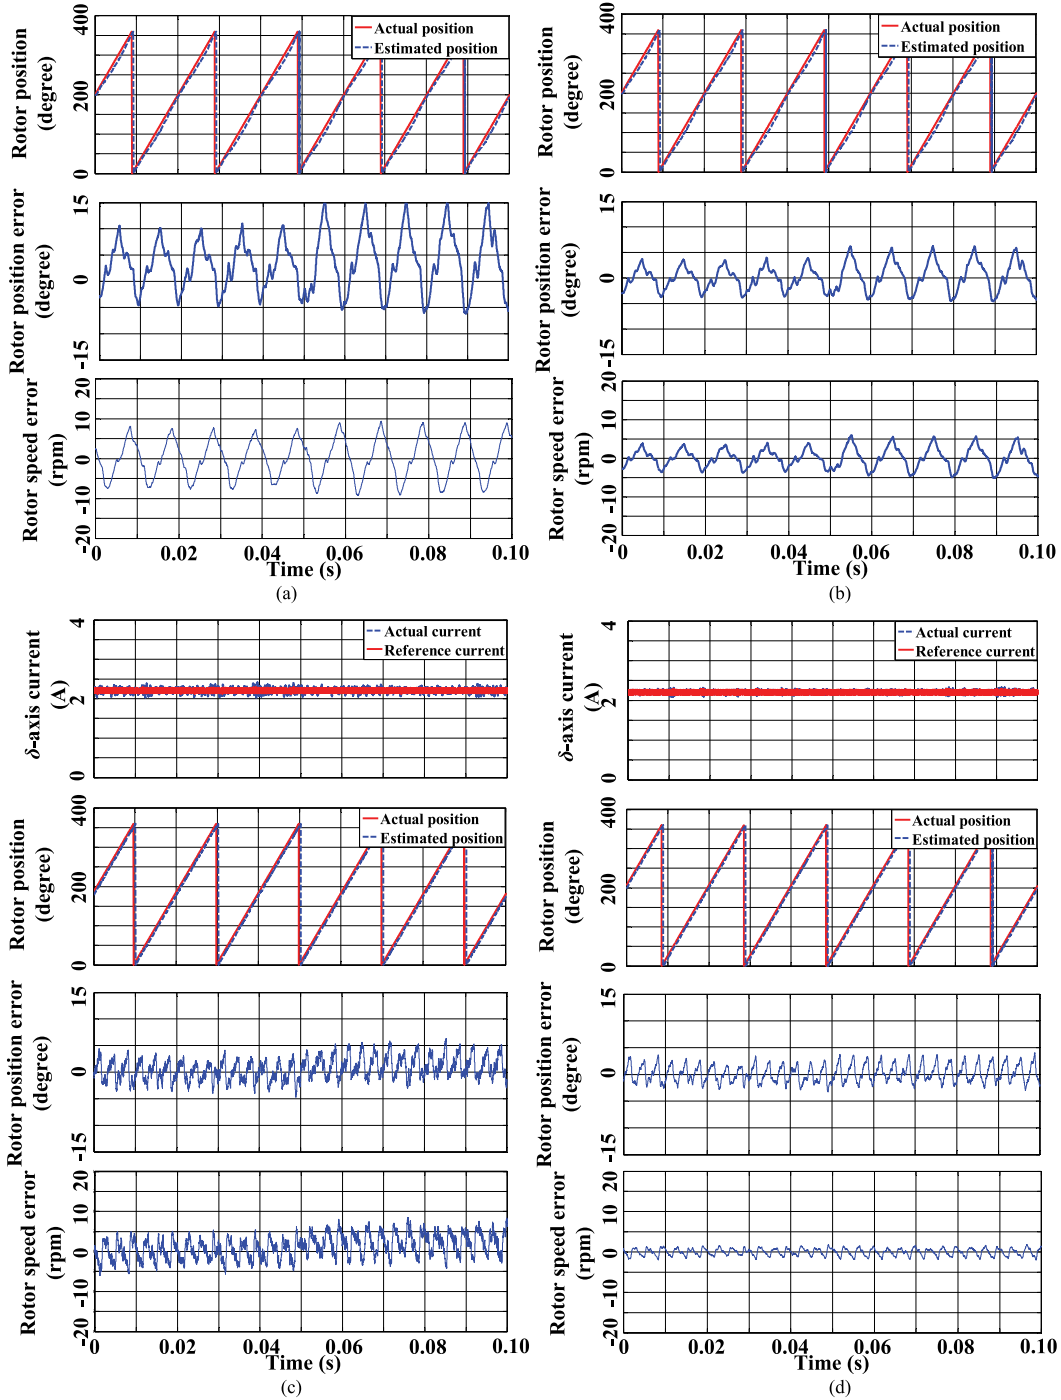 Rotor position
(degree)
400
200
0
Actual position
Estimated position
Rotor position error
(degree)
15
0
-15
Rotor speed error
(rpm)
20
10
0
-10
-20
0 0.02 0.04 0.06 0.08 0.10
Time (s)
(a)
Rotor position
(degree)
400
200
0
Actual position
Estimated position
Rotor position error
(degree)
15
0
-15
Rotor speed error
(rpm)
20
10
0
-10
-20
0 0.02 0.04 0.06 0.08 0.10
Time (s)
(b)
δ-axis current
(A)
4
2
0
Actual current
Reference current
Rotor position
(degree)
400
200
0
Actual position
Estimated position
Rotor position error
(degree)
15
0
-15
Rotor speed error
(rpm)
20
10
0
-10
-20
0 0.02 0.04 0.06 0.08 0.10
Time (s)
(c)
δ-axis current
(A)
4
2
0
Actual current
Reference current
Rotor position
(degree)
400
200
0
Actual position
Estimated position
Rotor position error
(degree)
15
0
-15
Rotor speed error
(rpm)
20
10
0
-10
-20
0 0.02 0.04 0.06 0.08 0.10
Time (s)
(d)